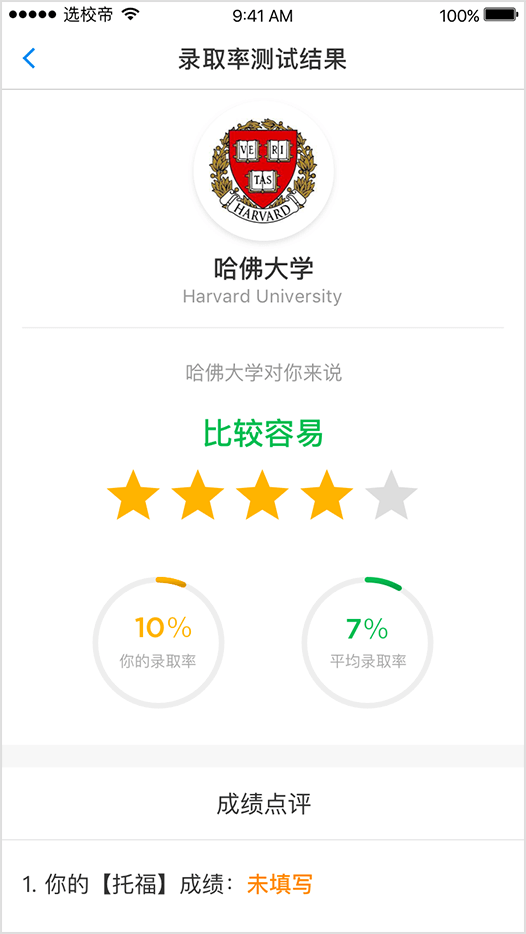 选校帝 9:41 AM 100%
录取率测试结果
VE RI
TAS
HARVARD
哈佛大学
Harvard University
哈佛大学对你来说
比较容易
10% 7%
你的录取率 平均录取率
成绩点评
1. 你的【托福】成绩：未填写